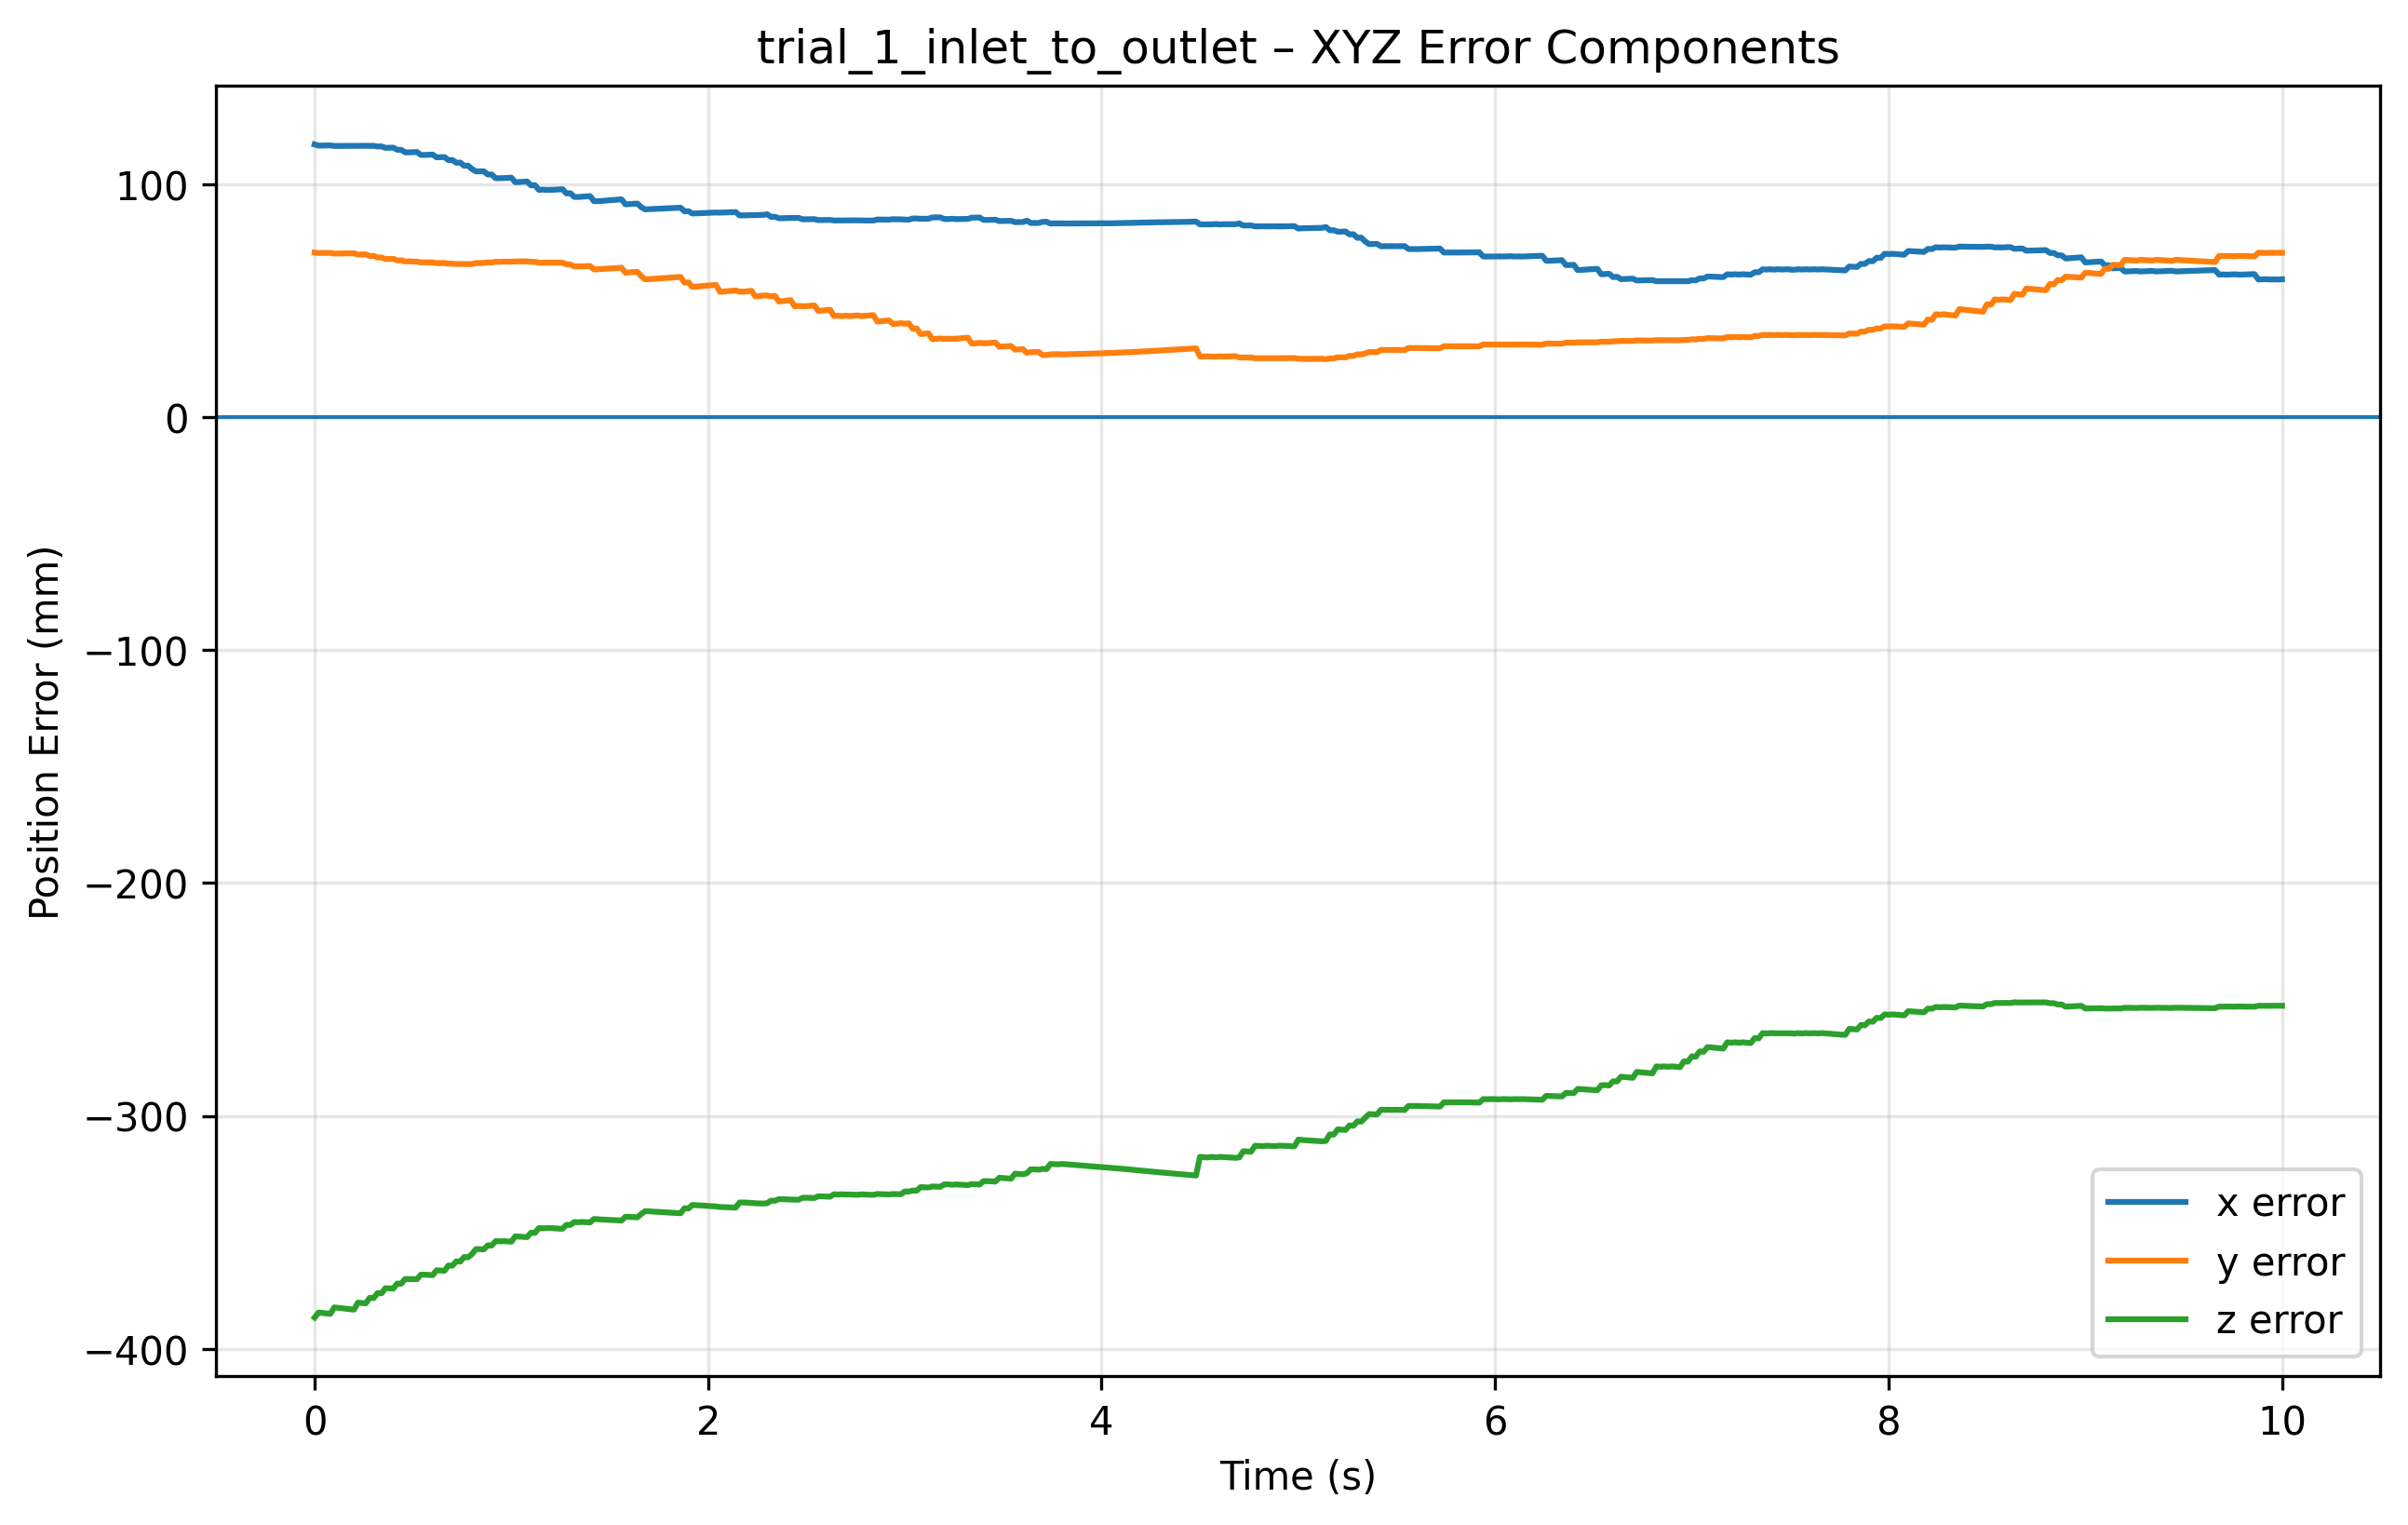 trial_1_inlet_to_outlet – XYZ Error Components
Position Error (mm)
100
0
−100
−200
−300
−400
x error
y error
z error
0 2 4 6 8 10
Time (s)